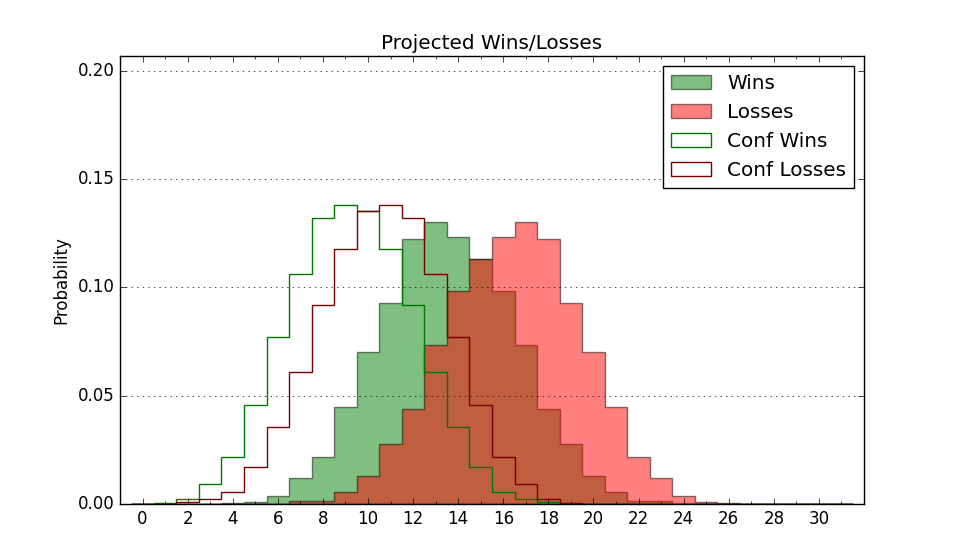 Projected Wins/Losses
Wins
Losses
Conf Wins
Conf Losses
Probability
0.20
0.15
0.10
0.05
0.00
0 2 4 6 8 10 12 14 16 18 20 22 24 26 28 30